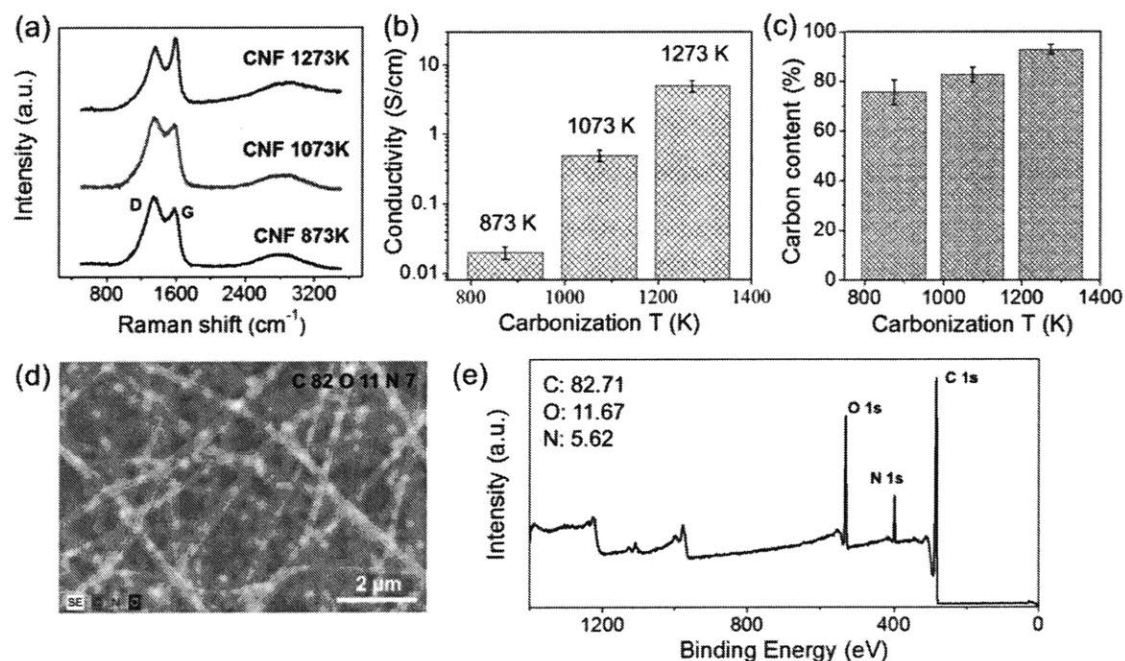 (a)
Intensity (a.u.)
CNF 1273K
CNF 1073K
D
G
CNF 873K
800 1600 2400 3200
Raman shift (cm⁻¹)
(b)
Conductivity (S/cm)
10
1
0.1
0.01
873 K
1073 K
1273 K
800 1000 1200 1400
Carbonization T (K)
(c)
Carbon content (%)
100
80
60
40
20
0
800 1000 1200 1400
Carbonization T (K)
(d)
C 82 O 11 N 7
SE
N
2 µm
(e)
Intensity (a.u.)
C: 82.71
O: 11.67
N: 5.62
O 1s
N 1s
C 1s
1200 800 400 0
Binding Energy (eV)